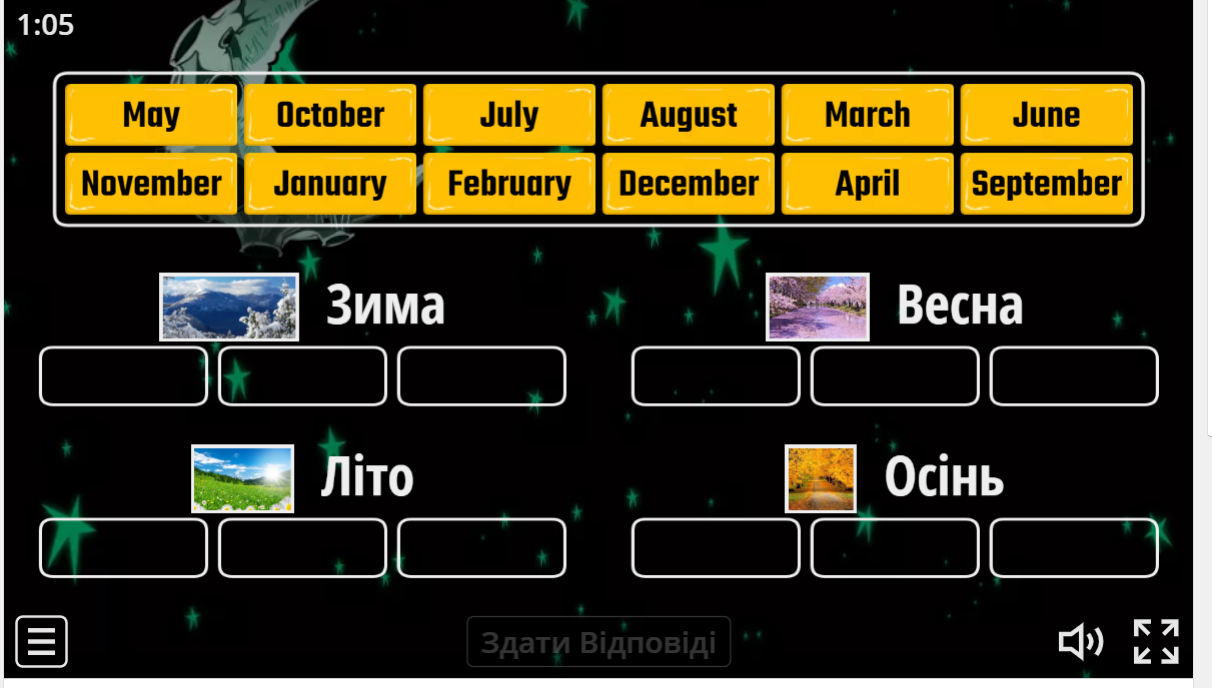 1:05
May October July August March June
November January February December April September
Зима Весна
Літо Осінь
Здати Відповіді